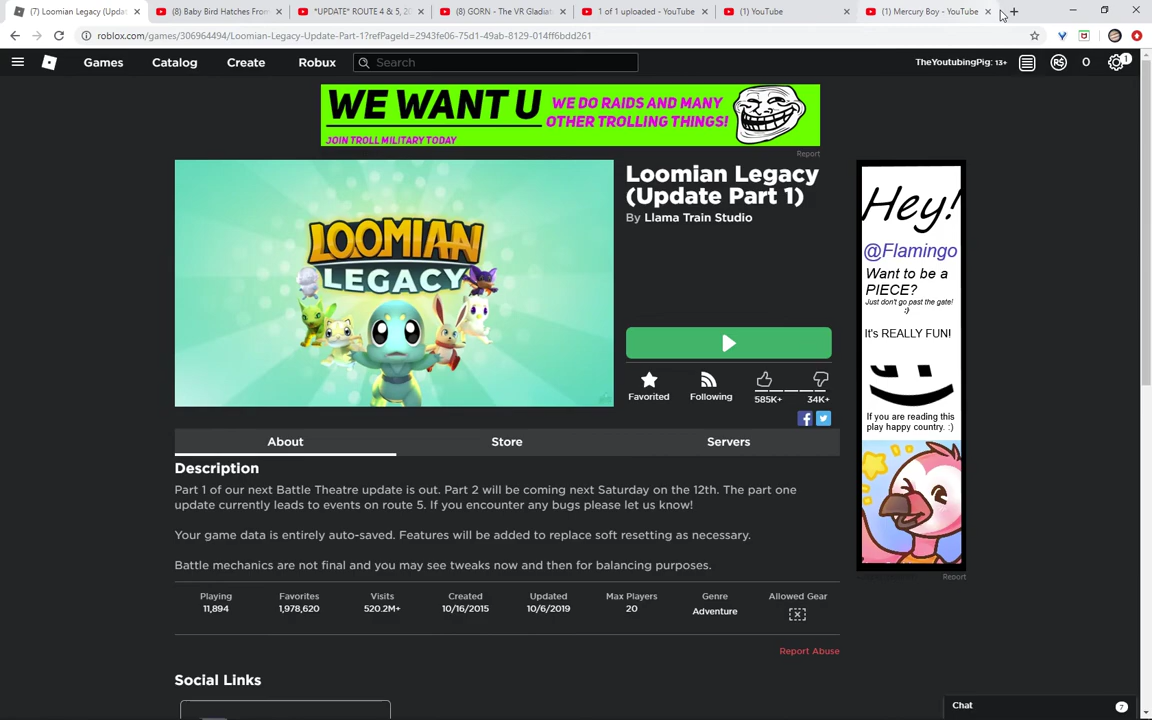 (7) Loomian Legacy (Updat
(8) Baby Bird Hatches From
*UPDATE* ROUTE 4 & 5, 20
(8) GORN - The VR Gladiat
1 of 1 uploaded - YouTube
(1) YouTube
(1) Mercury Boy - YouTube
roblox.com/games/306964494/Loomian-Legacy-Update-Part-1?refPageId=2943fe06-75d1-49ab-8129-014ff6bdd261
Games
Catalog
Create
Robux
Search
TheYoutubingPig: 13+
0
1
WE WANT U
WE DO RAIDS AND MANY
OTHER TROLLING THINGS!
JOIN TROLL MILITARY TODAY
Report
LOOMIAN
LEGACY
Loomian Legacy
(Update Part 1)
By Llama Train Studio
Favorited
Following
585K+
34K+
Hey!
@Flamingo
Want to be a
PIECE?
Just don't go past the gate!
:)
It's REALLY FUN!
If you are reading this
play happy country. :)
Report
About
Store
Servers
Description
Part 1 of our next Battle Theatre update is out. Part 2 will be coming next Saturday on the 12th. The part one
update currently leads to events on route 5. If you encounter any bugs please let us know!
Your game data is entirely auto-saved. Features will be added to replace soft resetting as necessary.
Battle mechanics are not final and you may see tweaks now and then for balancing purposes.
Playing
Favorites
Visits
Created
Updated
Max Players
Genre
Allowed Gear
11,894
1,978,620
520.2M+
10/16/2015
10/6/2019
20
Adventure
Report Abuse
Social Links
Chat
7